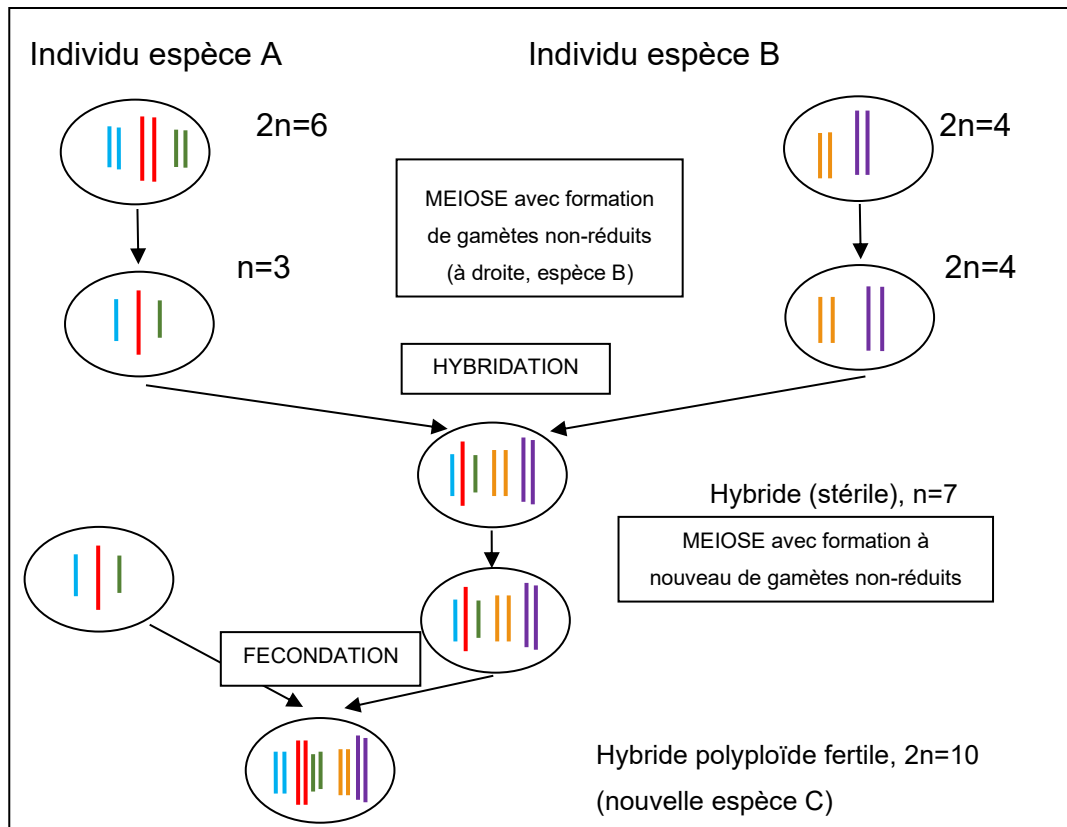 Individu espèce A
Individu espèce B
2n=6
2n=4
MEIOSE avec formation
de gamètes non-réduits
(à droite, espèce B)
n=3
2n=4
HYBRIDATION
Hybride (stérile), n=7
MEIOSE avec formation à
nouveau de gamètes non-réduits
FECONDATION
Hybride polyploïde fertile, 2n=10
(nouvelle espèce C)